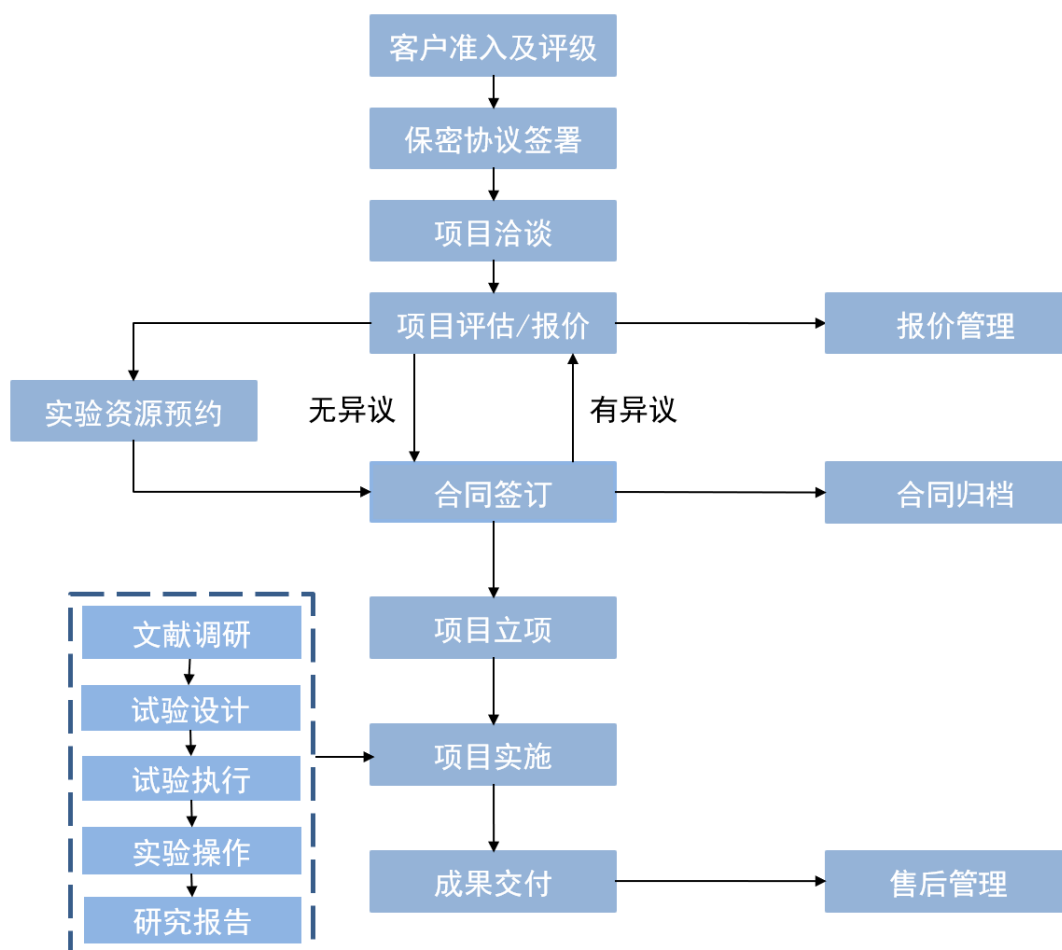 客户准入及评级
保密协议签署
项目洽谈
项目评估/报价
报价管理
实验资源预约
无异议
有异议
合同签订
合同归档
文献调研
项目立项
试验设计
试验执行
项目实施
实验操作
成果交付
售后管理
研究报告